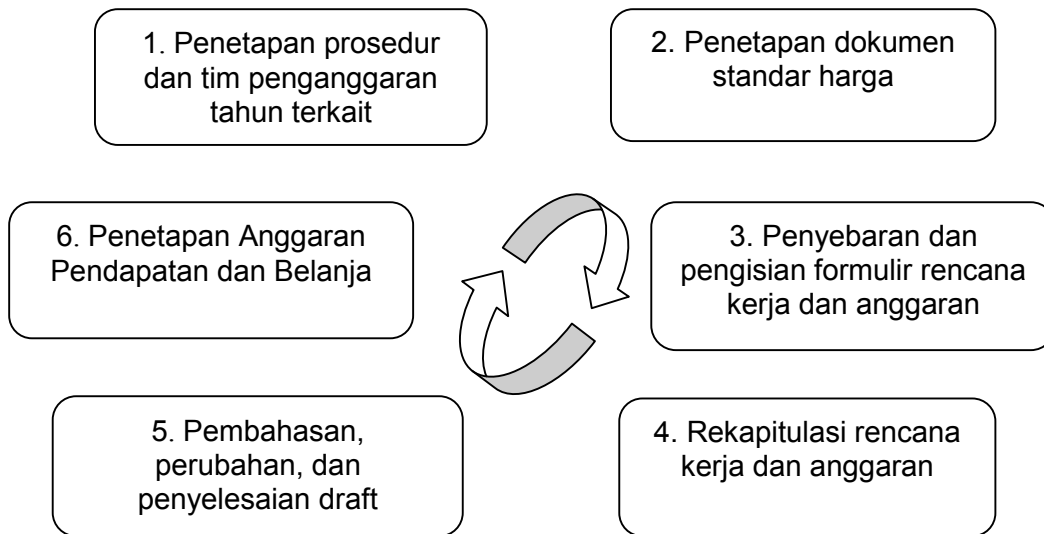 1. Penetapan prosedur
dan tim penganggaran
tahun terkait
2. Penetapan dokumen
standar harga
3. Penyebaran dan
pengisian formulir rencana
kerja dan anggaran
4. Rekapitulasi rencana
kerja dan anggaran
5. Pembahasan,
perubahan, dan
penyelesaian draft
6. Penetapan Anggaran
Pendapatan dan Belanja